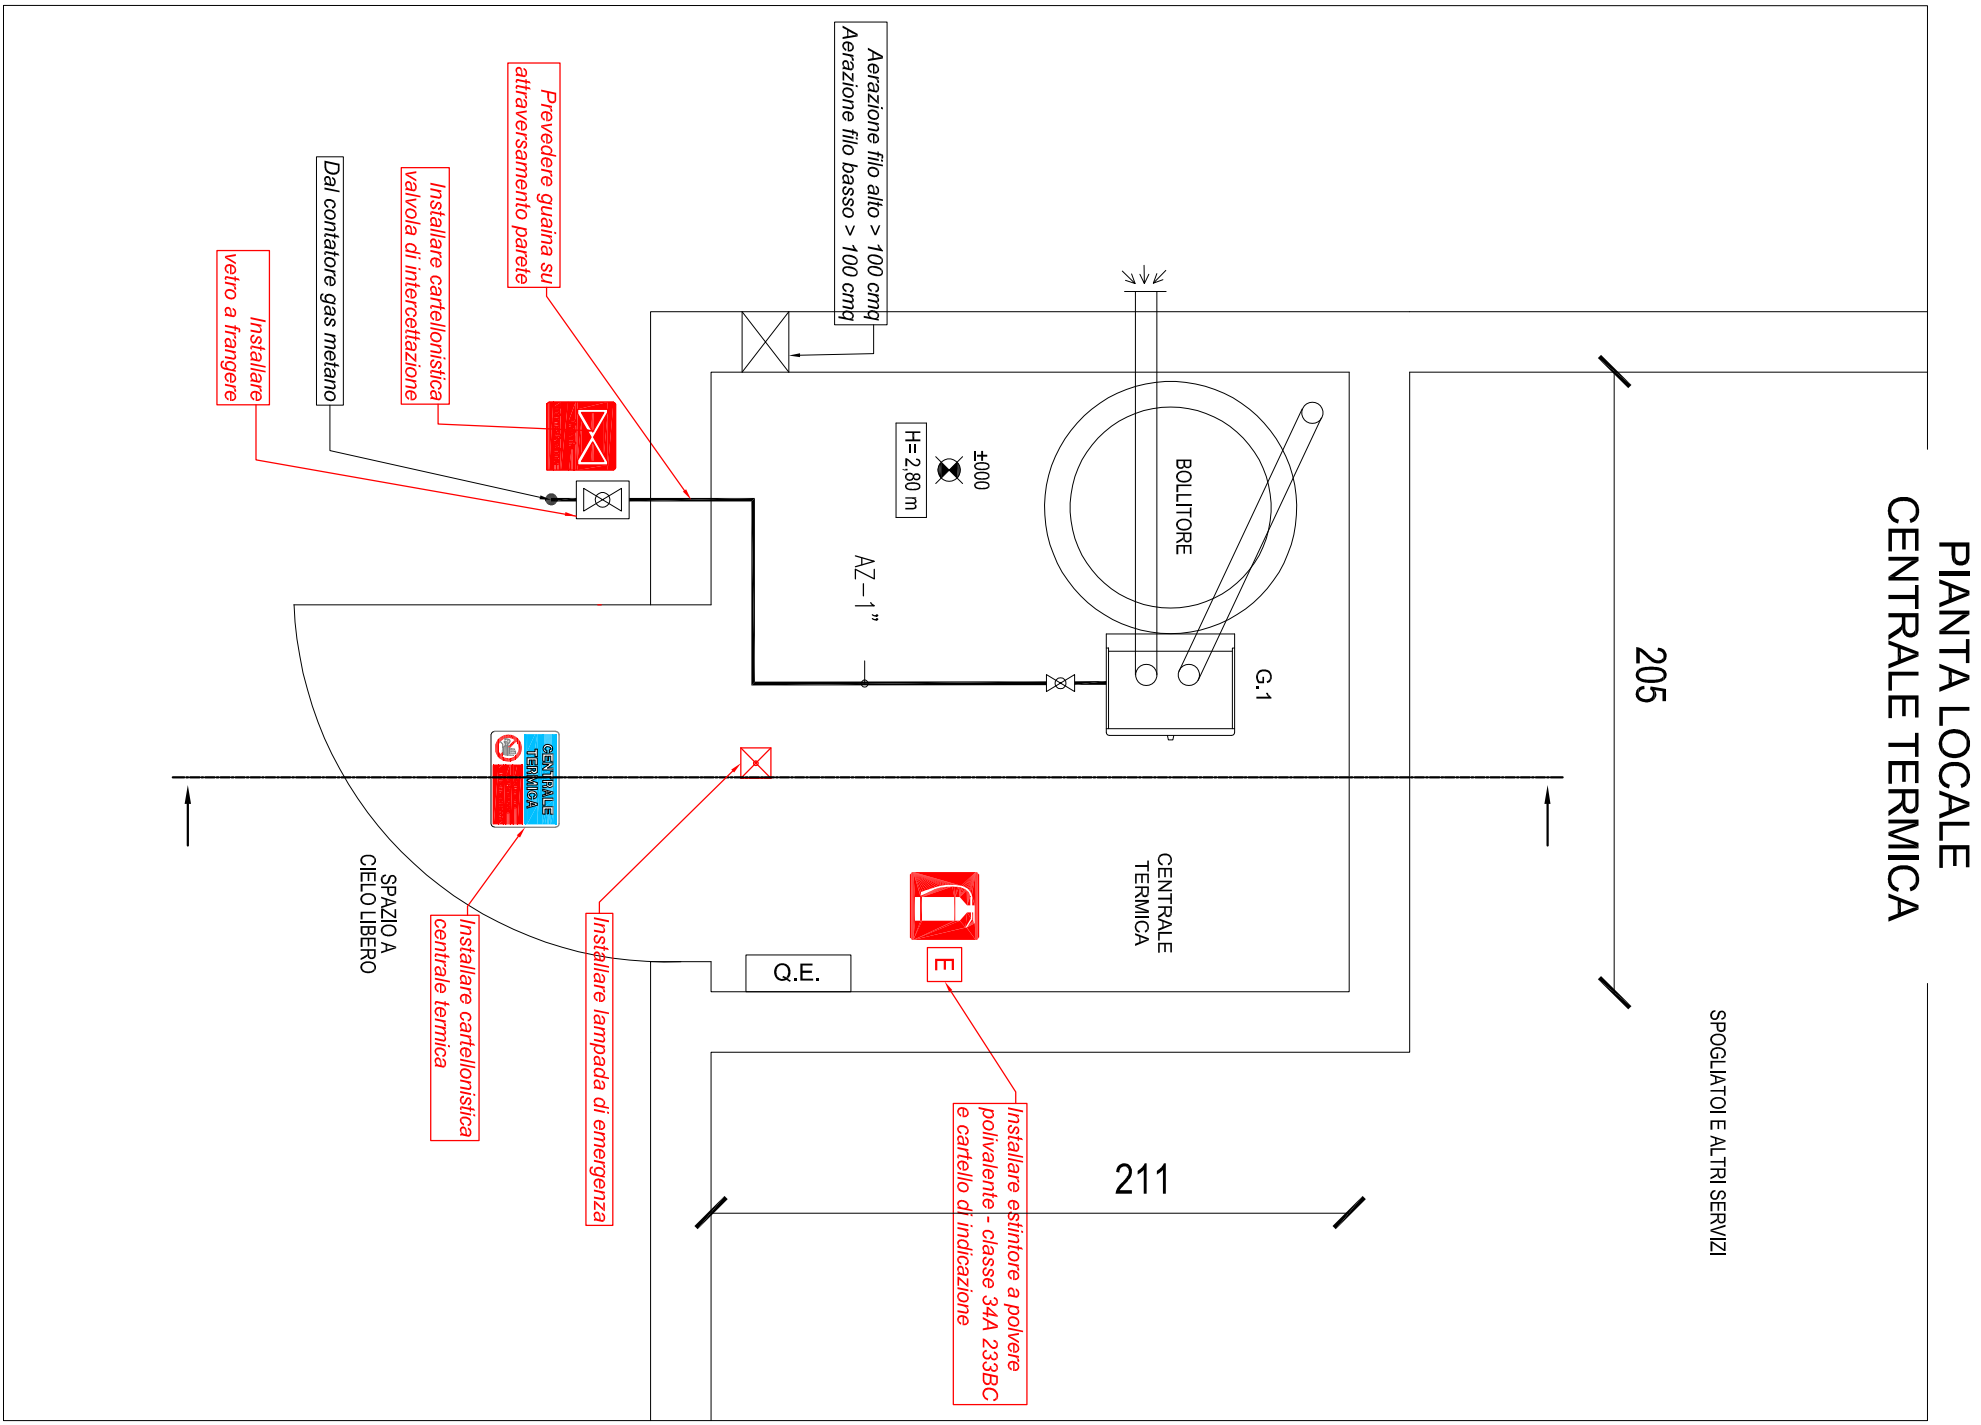 PIANTA LOCALE
CENTRALE TERMICA
205
SPOGLIATOI E ALTRI SERVIZI
G.1
BOLLITORE
CENTRALE
TERMICA
211
±000
H= 2,80 m
AZ–1”
Aerazione filo alto > 100 cmq
Aerazione filo basso > 100 cmq
E
Installare estintore a polvere
polivalente - classe 34A 233BC
e cartello di indicazione
Q.E.
Prevedere guaina su
attraversamento parete
Installare lampada di emergenza
CENTRALE
TERMICA
Installare cartellonistica
valvola di intercettazione
Installare cartellonistica
centrale termica
SPAZIO A
CIELO LIBERO
Dal contatore gas metano
Installare
vetro a frangere